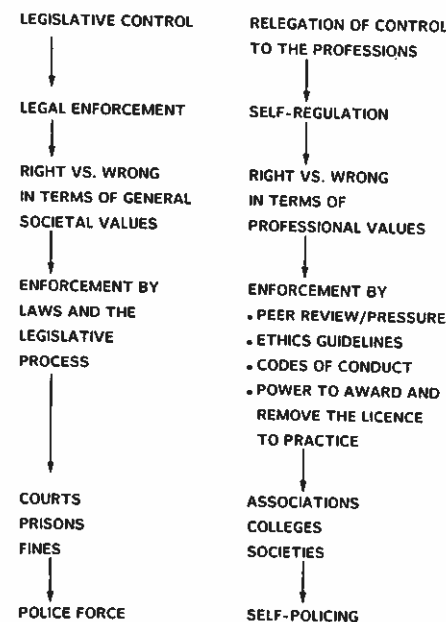 LEGISLATIVE CONTROL
LEGAL ENFORCEMENT
RIGHT VS. WRONG
IN TERMS OF GENERAL
SOCIETAL VALUES
ENFORCEMENT BY
LAWS AND THE
LEGISLATIVE
PROCESS
COURTS
PRISONS
FINES
POLICE FORCE
RELEGATION OF CONTROL
TO THE PROFESSIONS
SELF-REGULATION
RIGHT VS. WRONG
IN TERMS OF
PROFESSIONAL VALUES
ENFORCEMENT BY
• PEER REVIEW/PRESSURE
• ETHICS GUIDELINES
• CODES OF CONDUCT
• POWER TO AWARD AND
REMOVE THE LICENCE
TO PRACTICE
ASSOCIATIONS
COLLEGES
SOCIETIES
SELF-POLICING